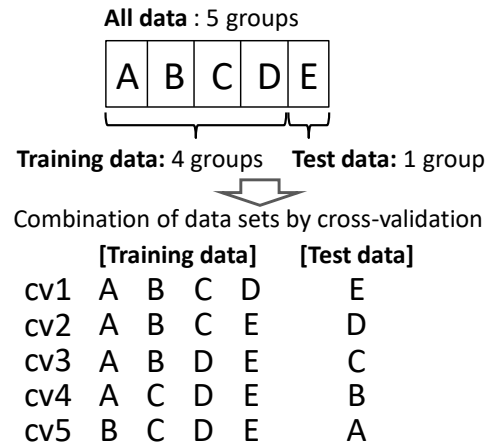 All data : 5 groups
A B C D E
Training data: 4 groups Test data: 1 group
Combination of data sets by cross-validation
[Training data] [Test data]
cv1 A B C D E
cv2 A B C E D
cv3 A B D E C
cv4 A C D E B
cv5 B C D E A